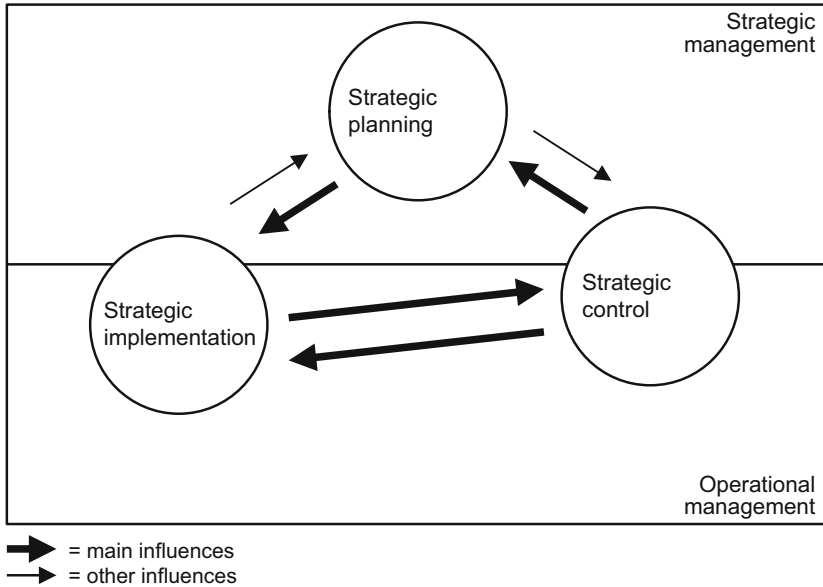 Strategic
management
Strategic
planning
Strategic
implementation
Strategic
control
Operational
management
= main influences
= other influences